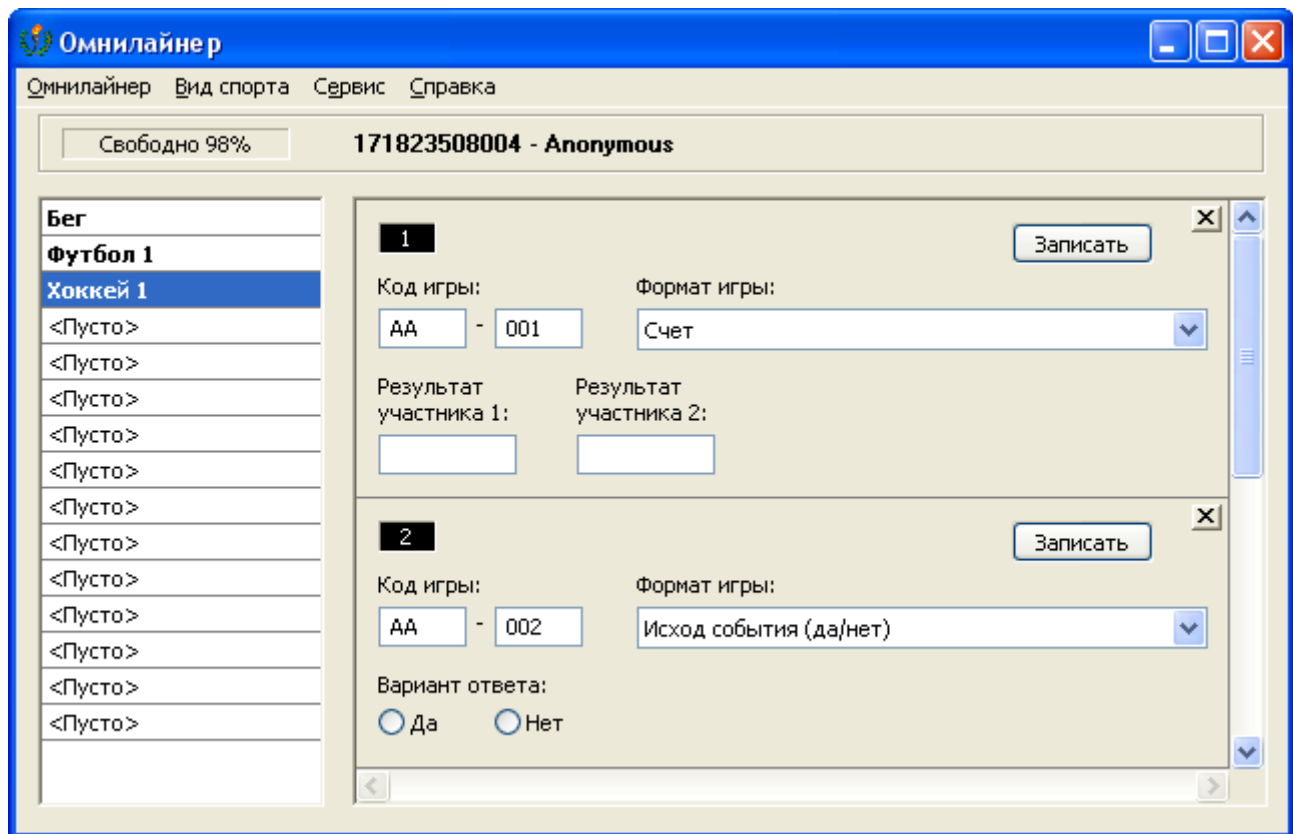 Омнилайнер
Омнилайнер Вид спорта Сервис Справка
Свободно 98% 171823508004 - Anonymous
Бег
Футбол 1
Хоккей 1
<Пусто>
<Пусто>
<Пусто>
<Пусто>
<Пусто>
<Пусто>
<Пусто>
<Пусто>
<Пусто>
<Пусто>
<Пусто>
<Пусто>
1 Записать
Код игры: Формат игры:
АА - 001 Счет
Результат Результат
участника 1: участника 2:
2 Записать
Код игры: Формат игры:
АА - 002 Исход события (да/нет)
Вариант ответа:
Да Нет